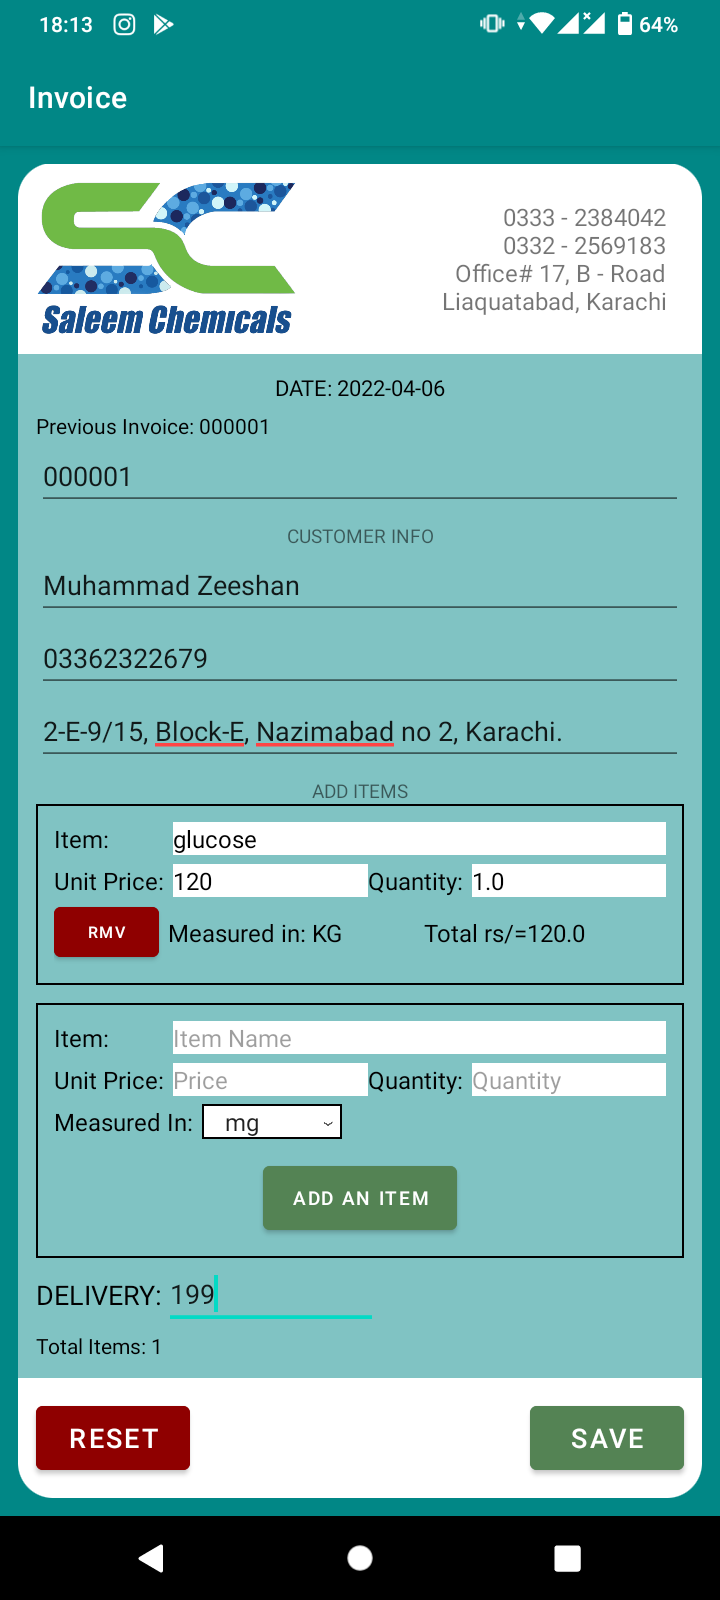 18:13 64%
Invoice
0333 - 2384042
0332 - 2569183
Office# 17, B - Road
Liaquatabad, Karachi
Saleem Chemicals
DATE: 2022-04-06
Previous Invoice: 000001
000001
CUSTOMER INFO
Muhammad Zeeshan
03362322679
2-E-9/15, Block-E, Nazimabad no 2, Karachi.
ADD ITEMS
Item: glucose
Unit Price: 120 Quantity: 1.0
RMV Measured in: KG Total rs/=120.0
Item: Item Name
Unit Price: Price Quantity: Quantity
Measured In: mg
ADD AN ITEM
DELIVERY: 199
Total Items: 1
RESET SAVE